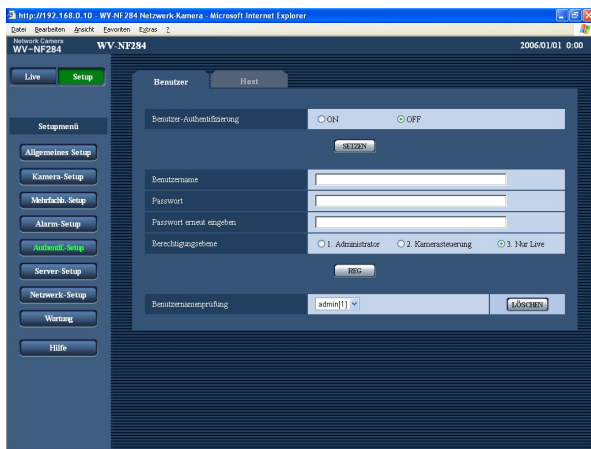 http://192.168.0.10 - WV-NF284 Netzwerk-Kamera - Microsoft Internet Explorer
Datei Bearbeiten Ansicht Favoriten Extras ?
Network Camera
WV-NF284
WV-NF284
2006/01/01 0:00
Live Setup
Benutzer Host
Setupmenü
Allgemeines Setup
Kamera-Setup
Mehrfachb.-Setup
Alarm-Setup
Authentif.-Setup
Server-Setup
Netzwerk-Setup
Wartung
Hilfe
Benutzer-Authentifizierung ON OFF
SETZEN
Benutzername
Passwort
Passwort erneut eingeben
Berechtigungsebene 1. Administrator 2. Kamerasteuerung 3. Nur Live
REG
Benutzernamenprüfung admin[1] LÖSCHEN